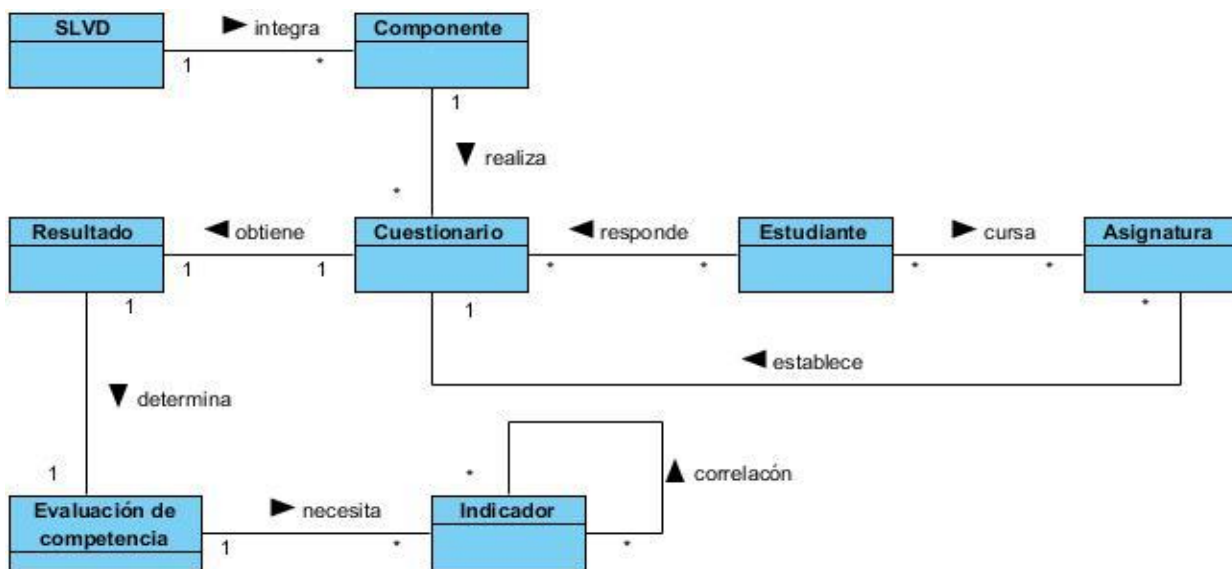 SLVD
integra
Componente
1
*
1
realiza
*
Resultado
obtiene
Cuestionario
responde
Estudiante
cursa
Asignatura
1
1
*
*
*
*
1
1
*
establece
determina
1
*
correlacón
Evaluación de
competencia
necesita
Indicador
1
*
*